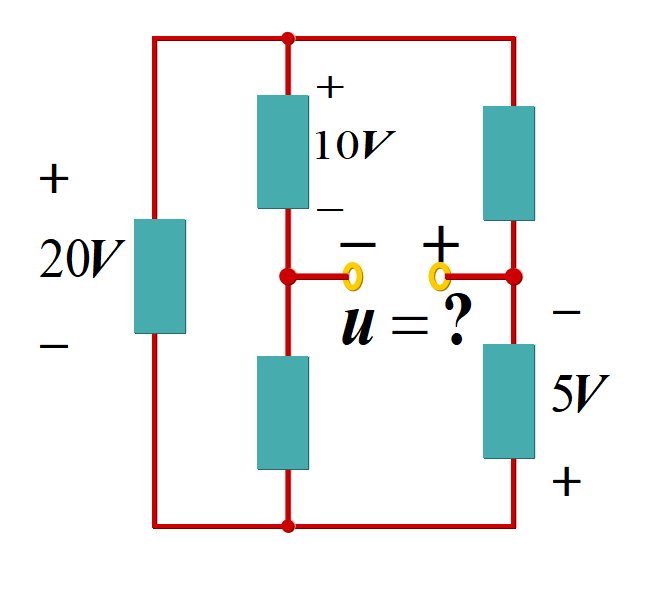 +
10V
−
+
20V
−
− +
u = ?
−
5V
+